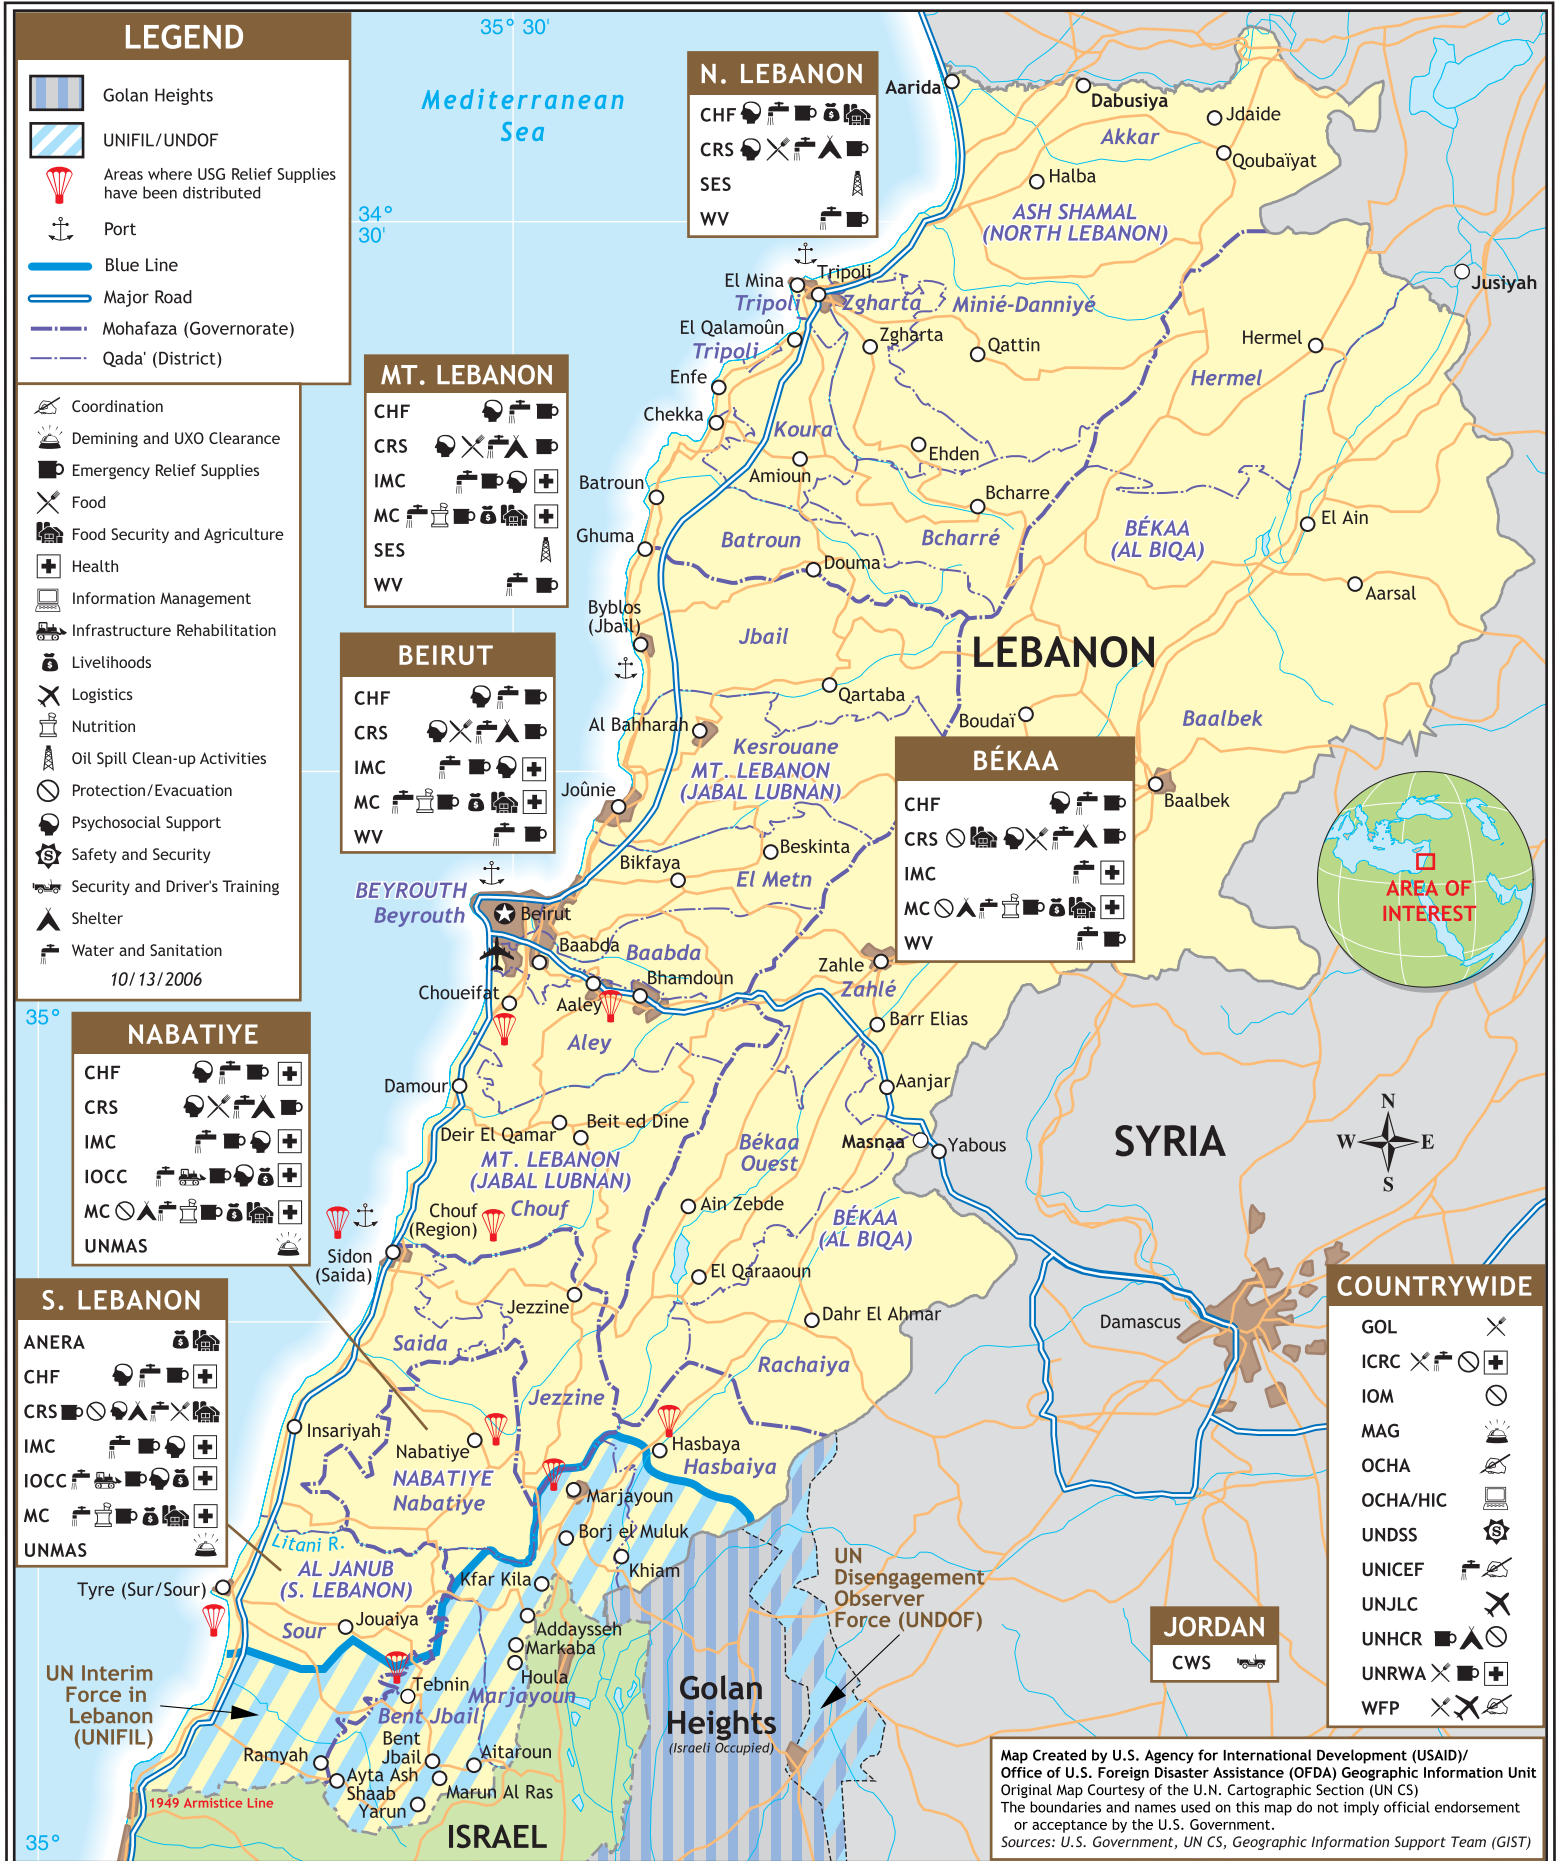 LEGEND
Golan Heights
UNIFIL/UNDOF
Areas where USG Relief Supplies
have been distributed
Port
Blue Line
Major Road
Mohafaza (Governorate)
Qada' (District)
Coordination
Demining and UXO Clearance
Emergency Relief Supplies
Food
Food Security and Agriculture
Health
Information Management
Infrastructure Rehabilitation
Livelihoods
Logistics
Nutrition
Oil Spill Clean-up Activities
Protection/Evacuation
Psychosocial Support
Safety and Security
Security and Driver's Training
Shelter
Water and Sanitation
10/13/2006
35° 30'
34°
30'
35°
35°
Mediterranean
Sea
N. LEBANON
CHF
CRS
SES
WV
MT. LEBANON
CHF
CRS
IMC
MC
SES
WV
BEIRUT
CHF
CRS
IMC
MC
WV
BÉKAA
CHF
CRS
IMC
MC
WV
NABATIYE
CHF
CRS
IMC
IOCC
MC
UNMAS
S. LEBANON
ANERA
CHF
CRS
IMC
IOCC
MC
UNMAS
COUNTRYWIDE
GOL
ICRC
IOM
MAG
OCHA
OCHA/HIC
UNDSS
UNICEF
UNJLC
UNHCR
UNRWA
WFP
JORDAN
CWS
Aarida
Dabusiya
Jdaide
Akkar
Qoubaïyat
Halba
ASH SHAMAL
(NORTH LEBANON)
Jusiyah
El Mina
Tripoli
Tripoli
Zgharta
Minié-Danniyé
El Qalamoûn
Tripoli
Zgharta
Qattin
Hermel
Hermel
Enfe
Chekka
Koura
Ehden
Amioun
Batroun
Bcharre
El Ain
Ghuma
Batroun
Bcharré
BÉKAA
(AL BIQA)
Douma
Aarsal
Byblos
(Jbail)
Jbail
LEBANON
Qartaba
Boudaï
Baalbek
Al Bahharah
Kesrouane
MT. LEBANON
(JABAL LUBNAN)
Baalbek
Joûnie
Beskinta
Bikfaya
El Metn
BEYROUTH
Beyrouth
Beirut
Baabda
Baabda
Bhamdoun
Zahle
Zahlé
Choueifat
Aaley
Barr Elias
Aley
Damour
Aanjar
Deir El Qamar
Beit ed Dine
Masnaa
Yabous
Békaa
Ouest
MT. LEBANON
(JABAL LUBNAN)
SYRIA
N
W
E
S
AREA OF
INTEREST
Chouf
(Region)
Chouf
Ain Zebde
BÉKAA
(AL BIQA)
Sidon
(Saida)
El Qaraaoun
Jezzine
Dahr El Ahmar
Damascus
Saida
Rachaiya
Jezzine
Insariyah
Nabatiye
Hasbaya
Hasbaiya
NABATIYE
Nabatiye
Marjayoun
Litani R.
Borj el Muluk
AL JANUB
(S. LEBANON)
Khiam
Kfar Kila
Tyre (Sur/Sour)
Jouaiya
Sour
Addaysseh
Markaba
Houla
UN
Disengagement
Observer
Force (UNDOF)
UN Interim
Force in
Lebanon
(UNIFIL)
Tebnin
Marjayoun
Bent Jbail
Golan
Heights
(Israeli Occupied)
Bent
Jbail
Ramyah
Aitaroun
Ayta Ash
Shaab
Marun Al Ras
Yarun
1949 Armistice Line
ISRAEL
Map Created by U.S. Agency for International Development (USAID)/
Office of U.S. Foreign Disaster Assistance (OFDA) Geographic Information Unit
Original Map Courtesy of the U.N. Cartographic Section (UN CS)
The boundaries and names used on this map do not imply official endorsement
or acceptance by the U.S. Government.
Sources: U.S. Government, UN CS, Geographic Information Support Team (GIST)